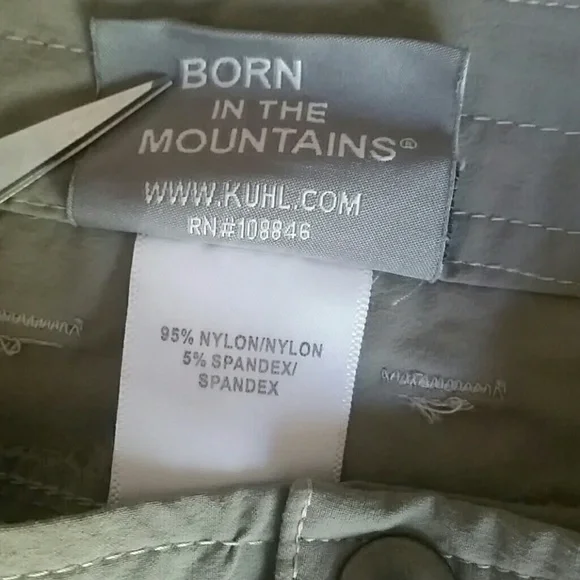 BORN
IN THE
MOUNTAINS®
WWW.KUHL.COM
RN#108846
95% NYLON/NYLON
5% SPANDEX/
SPANDEX